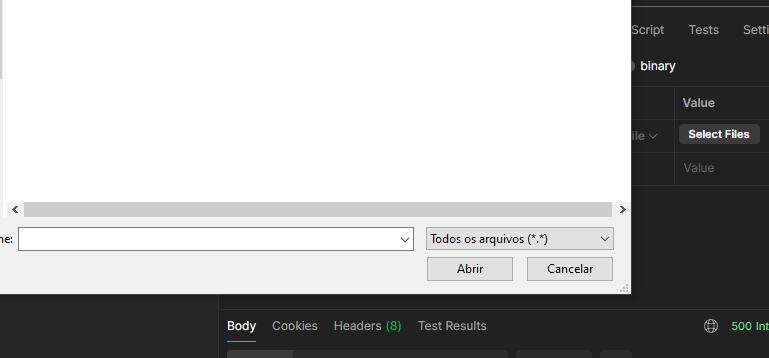 Script Tests Setti
binary
Value
ile
Select Files
Value
ne:
Todos os arquivos (*.*)
Abrir Cancelar
Body Cookies Headers (8) Test Results 500 Int